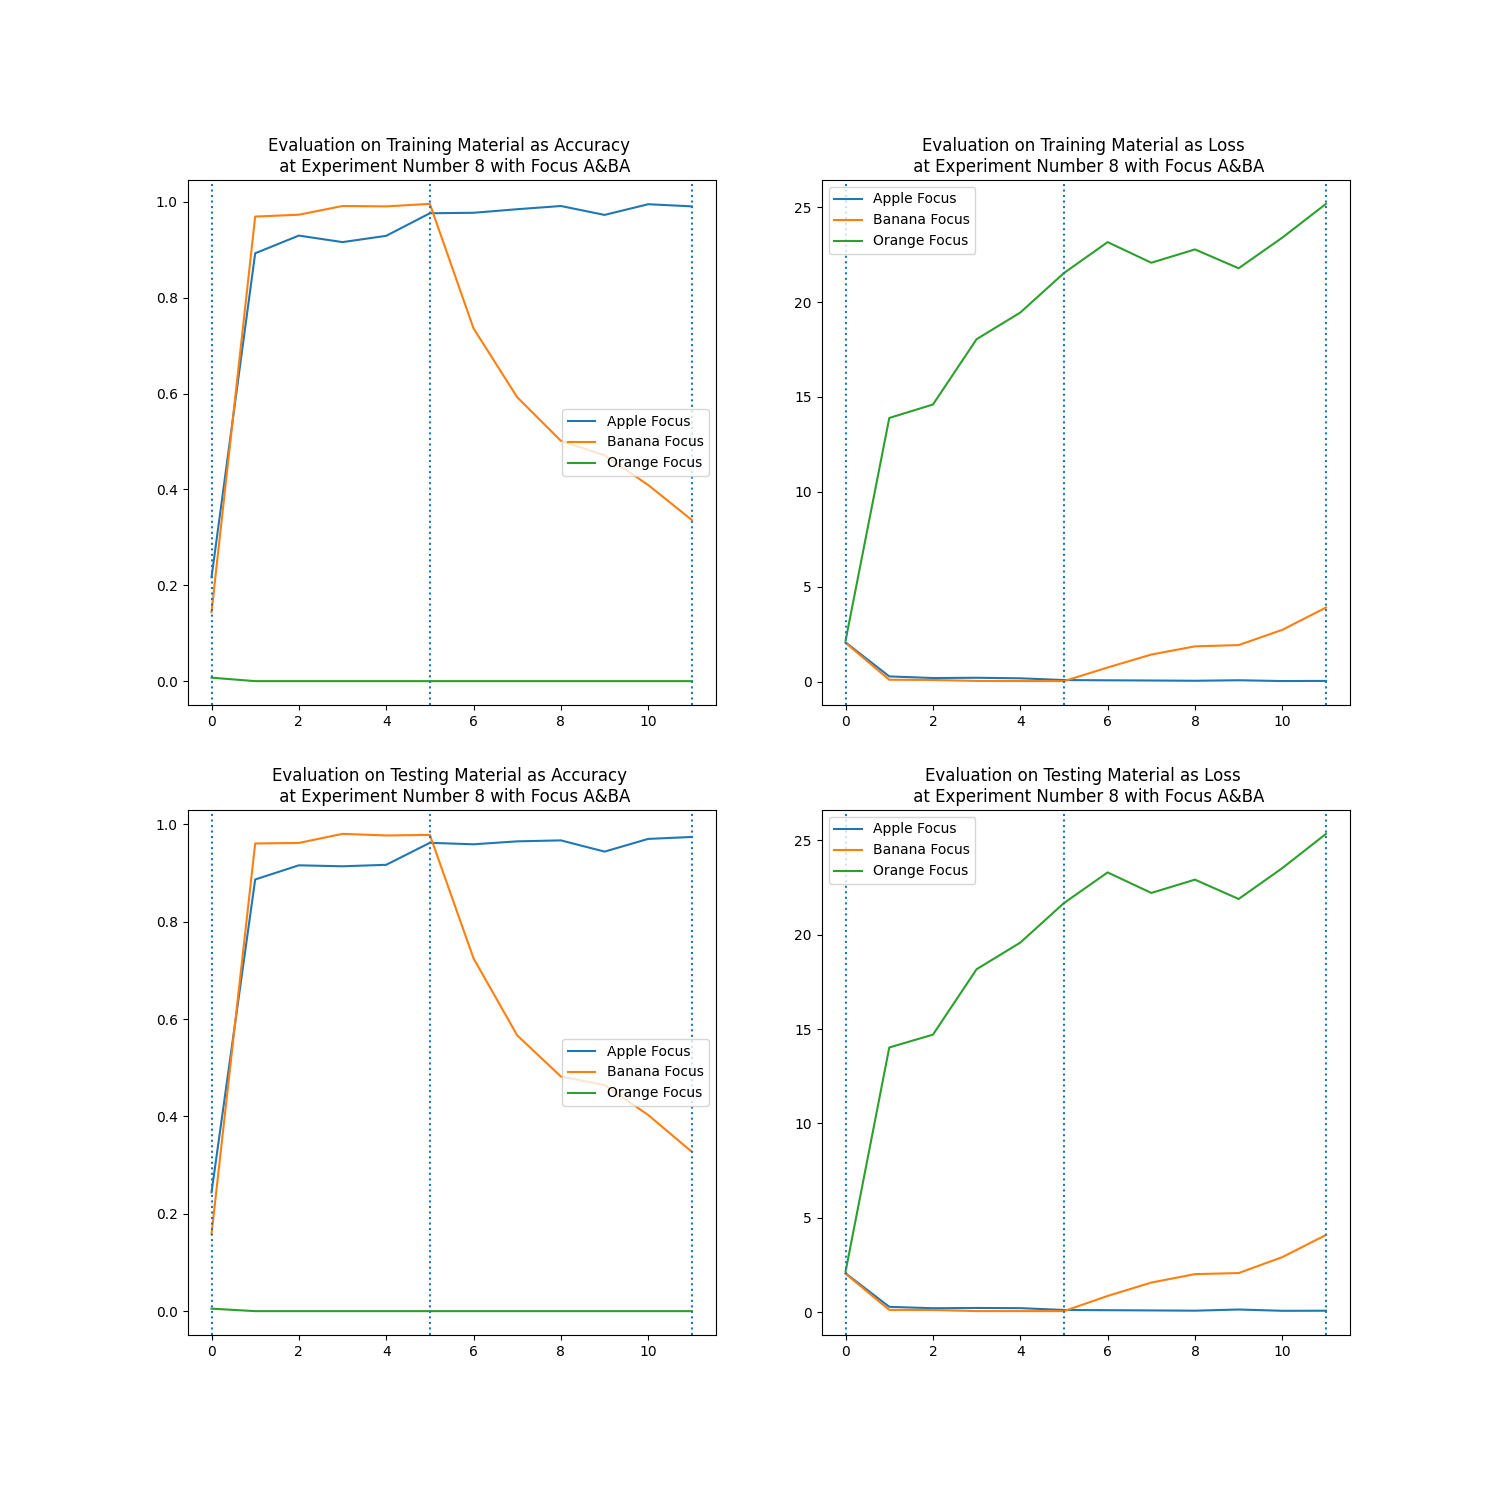 Evaluation on Training Material as Accuracy
at Experiment Number 8 with Focus A&BA
1.0
0.8
0.6
0.4
0.2
0.0
Apple Focus
Banana Focus
Orange Focus
0 2 4 6 8 10
Evaluation on Training Material as Loss
at Experiment Number 8 with Focus A&BA
Apple Focus
Banana Focus
Orange Focus
25
20
15
10
5
0
0 2 4 6 8 10
Evaluation on Testing Material as Accuracy
at Experiment Number 8 with Focus A&BA
1.0
0.8
0.6
0.4
0.2
0.0
Apple Focus
Banana Focus
Orange Focus
0 2 4 6 8 10
Evaluation on Testing Material as Loss
at Experiment Number 8 with Focus A&BA
Apple Focus
Banana Focus
Orange Focus
25
20
15
10
5
0
0 2 4 6 8 10